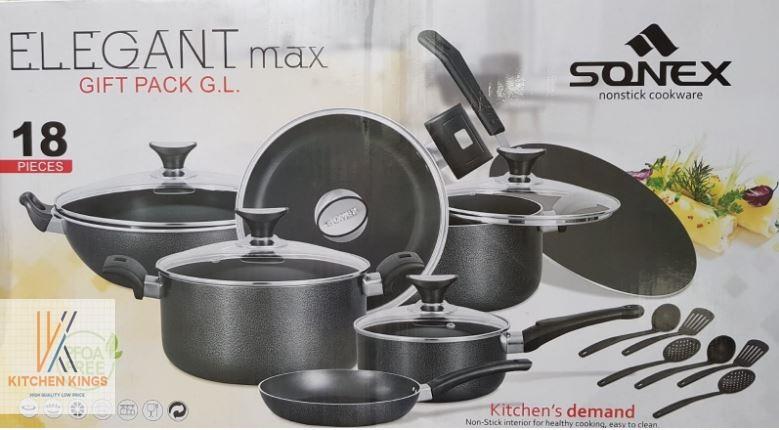 ELEGANT max
GIFT PACK G.L.
SONEX
nonstick cookware
18
PIECES
SONEX
PFOA
FREE
KITCHEN KINGS
HIGH QUALITY LOW PRICE
Kitchen's demand
Non-Stick interior for healthy cooking, easy to clean.